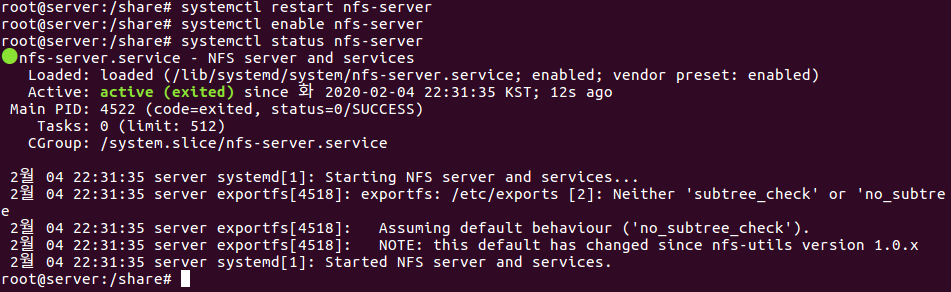 root@server:/share# systemctl restart nfs-server
root@server:/share# systemctl enable nfs-server
root@server:/share# systemctl status nfs-server
●nfs-server.service - NFS server and services
   Loaded: loaded (/lib/systemd/system/nfs-server.service; enabled; vendor preset: enabled)
   Active: active (exited) since 화 2020-02-04 22:31:35 KST; 12s ago
 Main PID: 4522 (code=exited, status=0/SUCCESS)
    Tasks: 0 (limit: 512)
   CGroup: /system.slice/nfs-server.service

 2월 04 22:31:35 server systemd[1]: Starting NFS server and services...
 2월 04 22:31:35 server exportfs[4518]: exportfs: /etc/exports [2]: Neither 'subtree_check' or 'no_subtre
e
 2월 04 22:31:35 server exportfs[4518]:   Assuming default behaviour ('no_subtree_check').
 2월 04 22:31:35 server exportfs[4518]:   NOTE: this default has changed since nfs-utils version 1.0.x
 2월 04 22:31:35 server systemd[1]: Started NFS server and services.
root@server:/share#